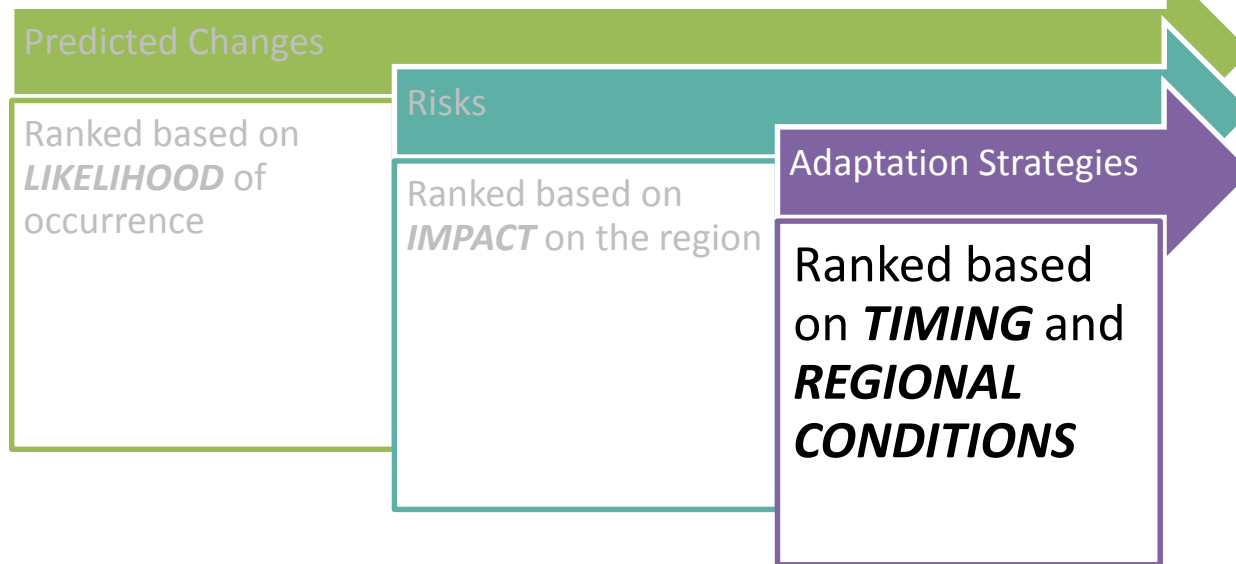 Predicted Changes
Ranked based on
LIKELIHOOD of
occurrence
Risks
Ranked based on
IMPACT on the region
Adaptation Strategies
Ranked based
on TIMING and
REGIONAL
CONDITIONS